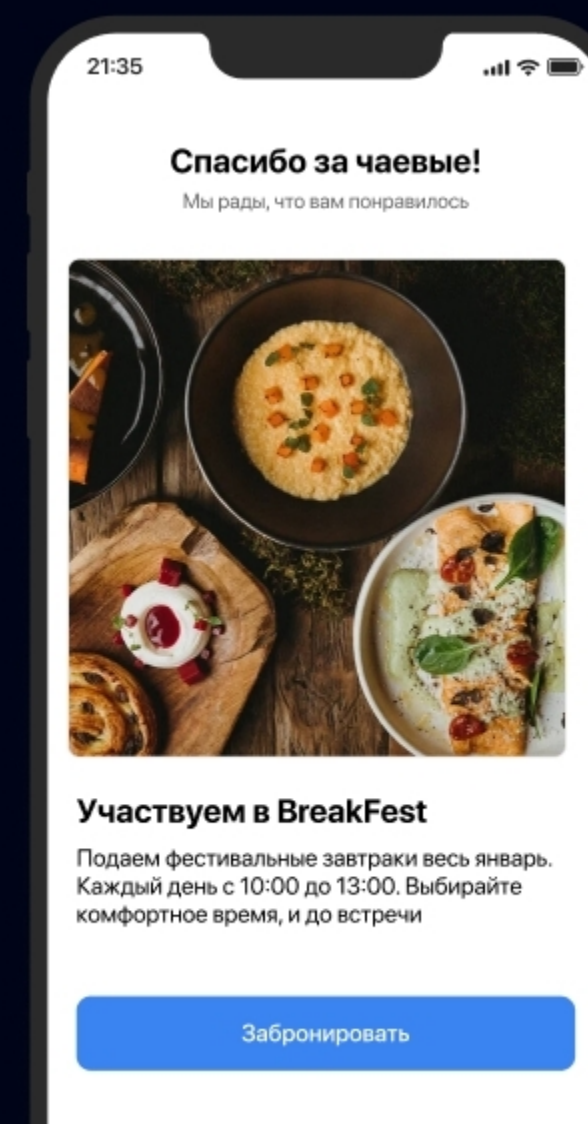 21:35
Спасибо за чаевые!
Мы рады, что вам понравилось
Участвуем в BreakFest
Подаем фестивальные завтраки весь январь.
Каждый день с 10:00 до 13:00. Выбирайте
комфортное время, и до встречи
Забронировать